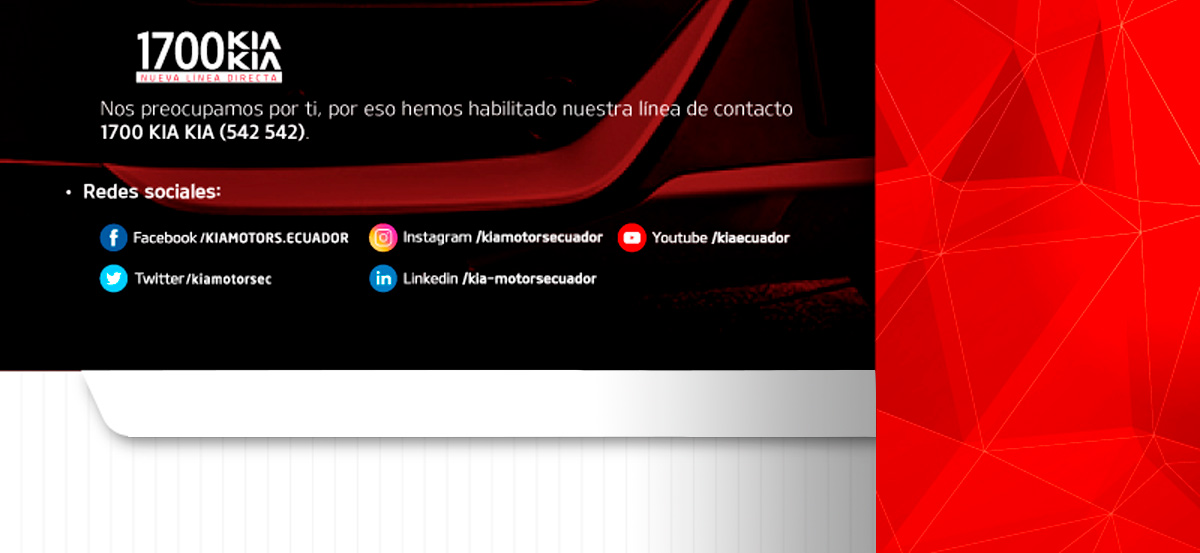 1700 KIA
KIA
NUEVA LINEA DIRECTA
Nos preocupamos por ti, por eso hemos habilitado nuestra línea de contacto
1700 KIA KIA (542 542).
• Redes sociales:
Facebook /KIAMOTORS.ECUADOR Instagram /kiamotorsecuador Youtube /kiaecuador
Twitter /kiamotorsec Linkedin /kia-motorsecuador